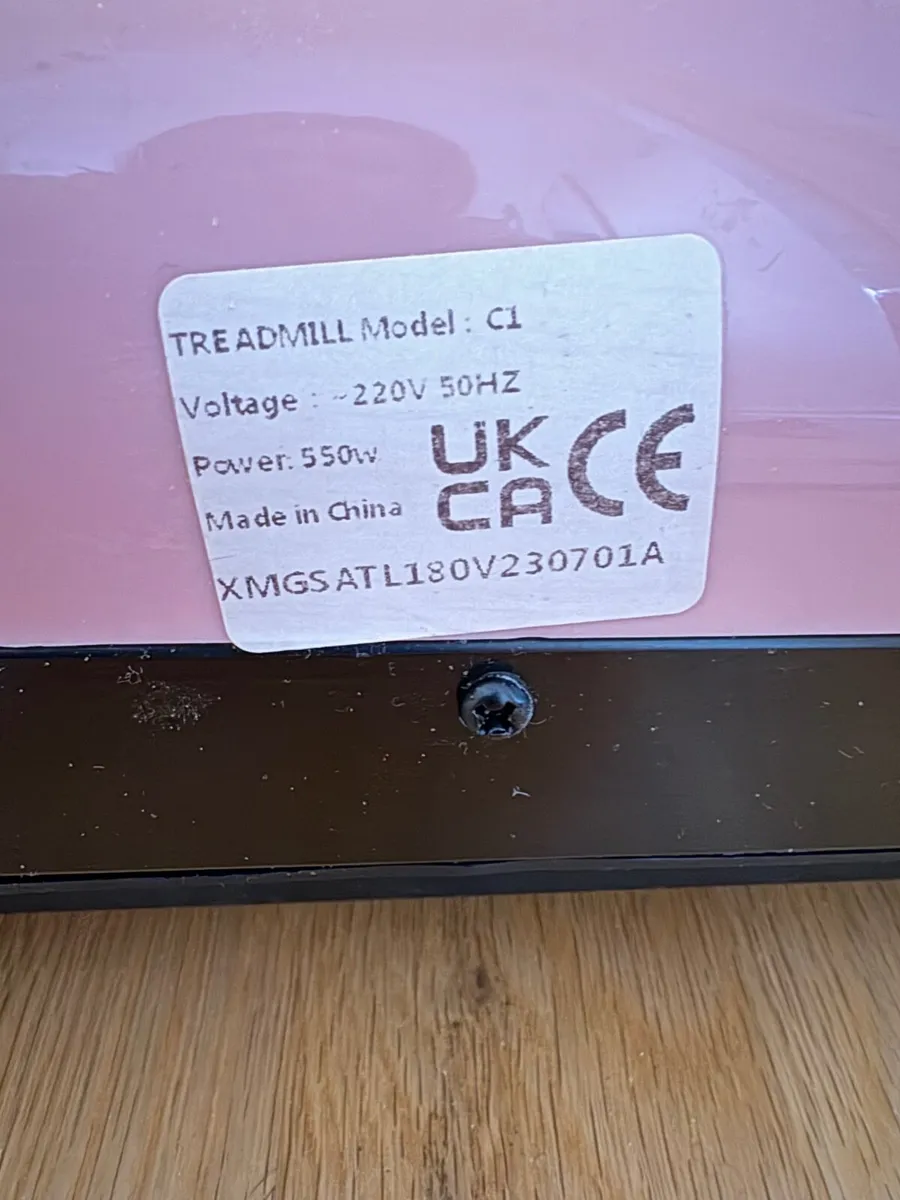 TREADMILL Model : C1
Voltage : ~220V 50HZ
Power: 550w
Made in China
UK
CA
CE
XMGSATL180V230701A